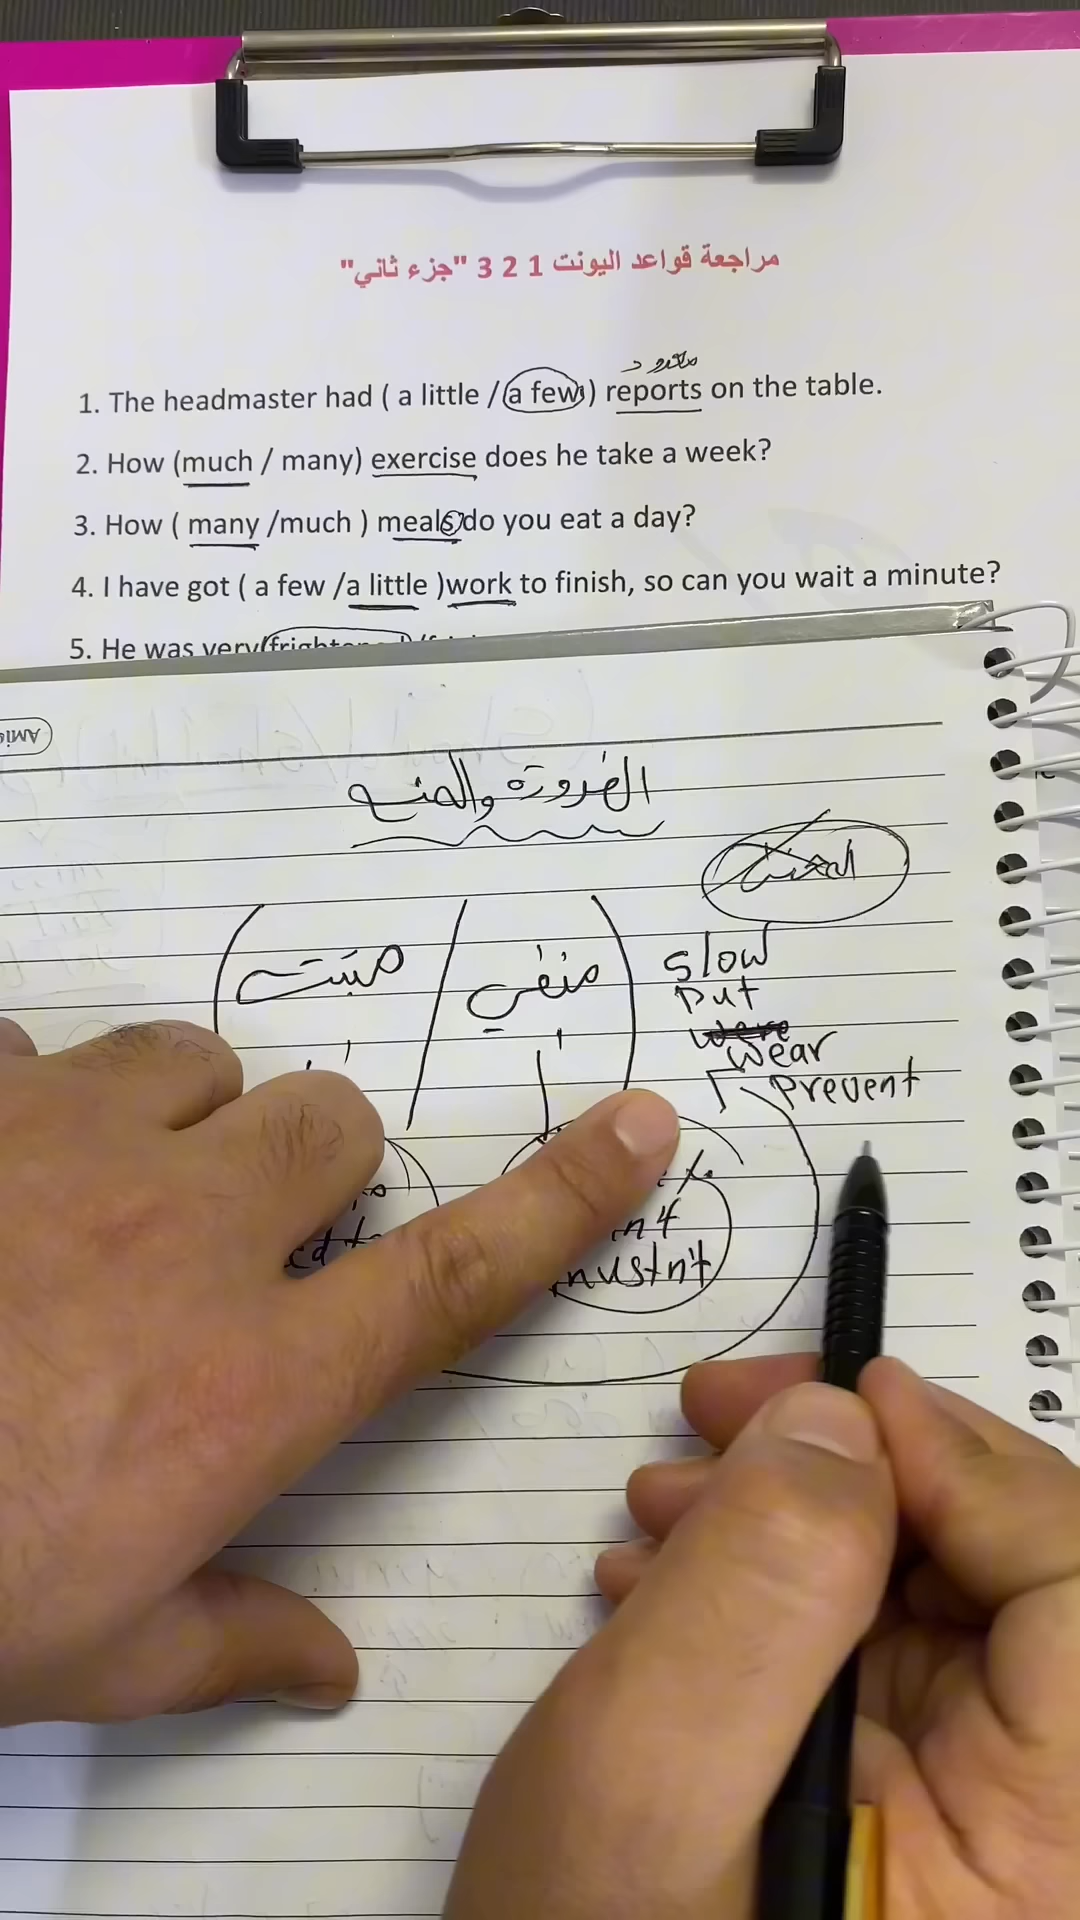 مراجعة قواعد اليونت 1 2 3 "جزء ثاني"
معدود
1. The headmaster had ( a little / a few ) reports on the table.
2. How (much / many) exercise does he take a week?
3. How ( many /much ) meals do you eat a day?
4. I have got ( a few /a little )work to finish, so can you wait a minute?
5. He was very
الضرورة والمنع
مثبت / منفي
slow
put
wear
prevent
mustn't